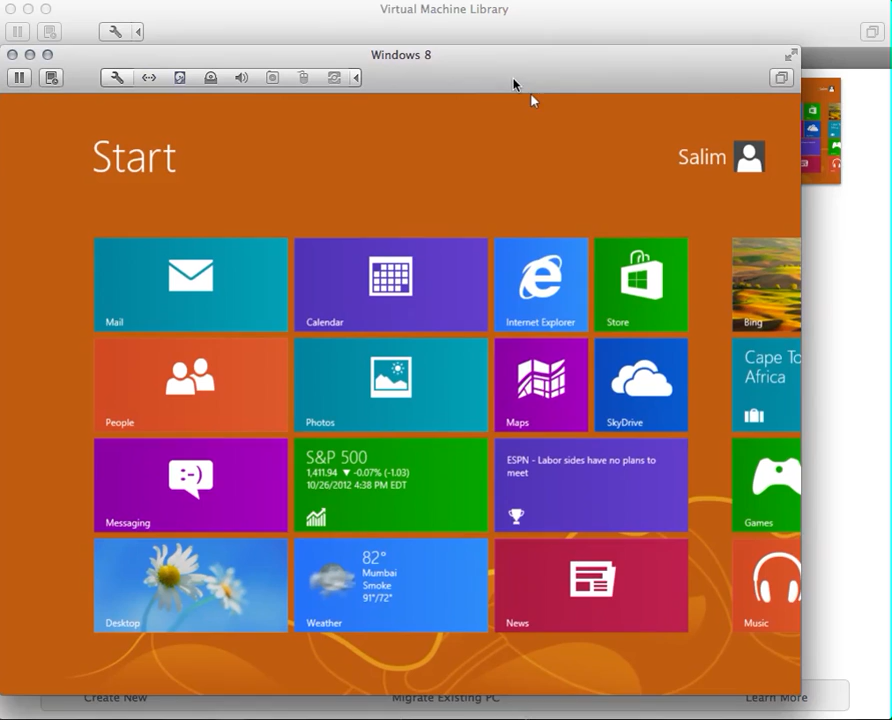 Virtual Machine Library
Windows 8
Start
Salim
Mail
Calendar
Internet Explorer
Store
Bing
People
Photos
Maps
SkyDrive
Cape To
Africa
Messaging
S&P 500
1,411.94 ▼ -0.07% (-1.03)
10/26/2012 4:38 PM EDT
ESPN - Labor sides have no plans to
meet
Games
Desktop
82°
Mumbai
Smoke
91°/72°
Weather
News
Music
Create New
Migrate Existing PC
Learn More